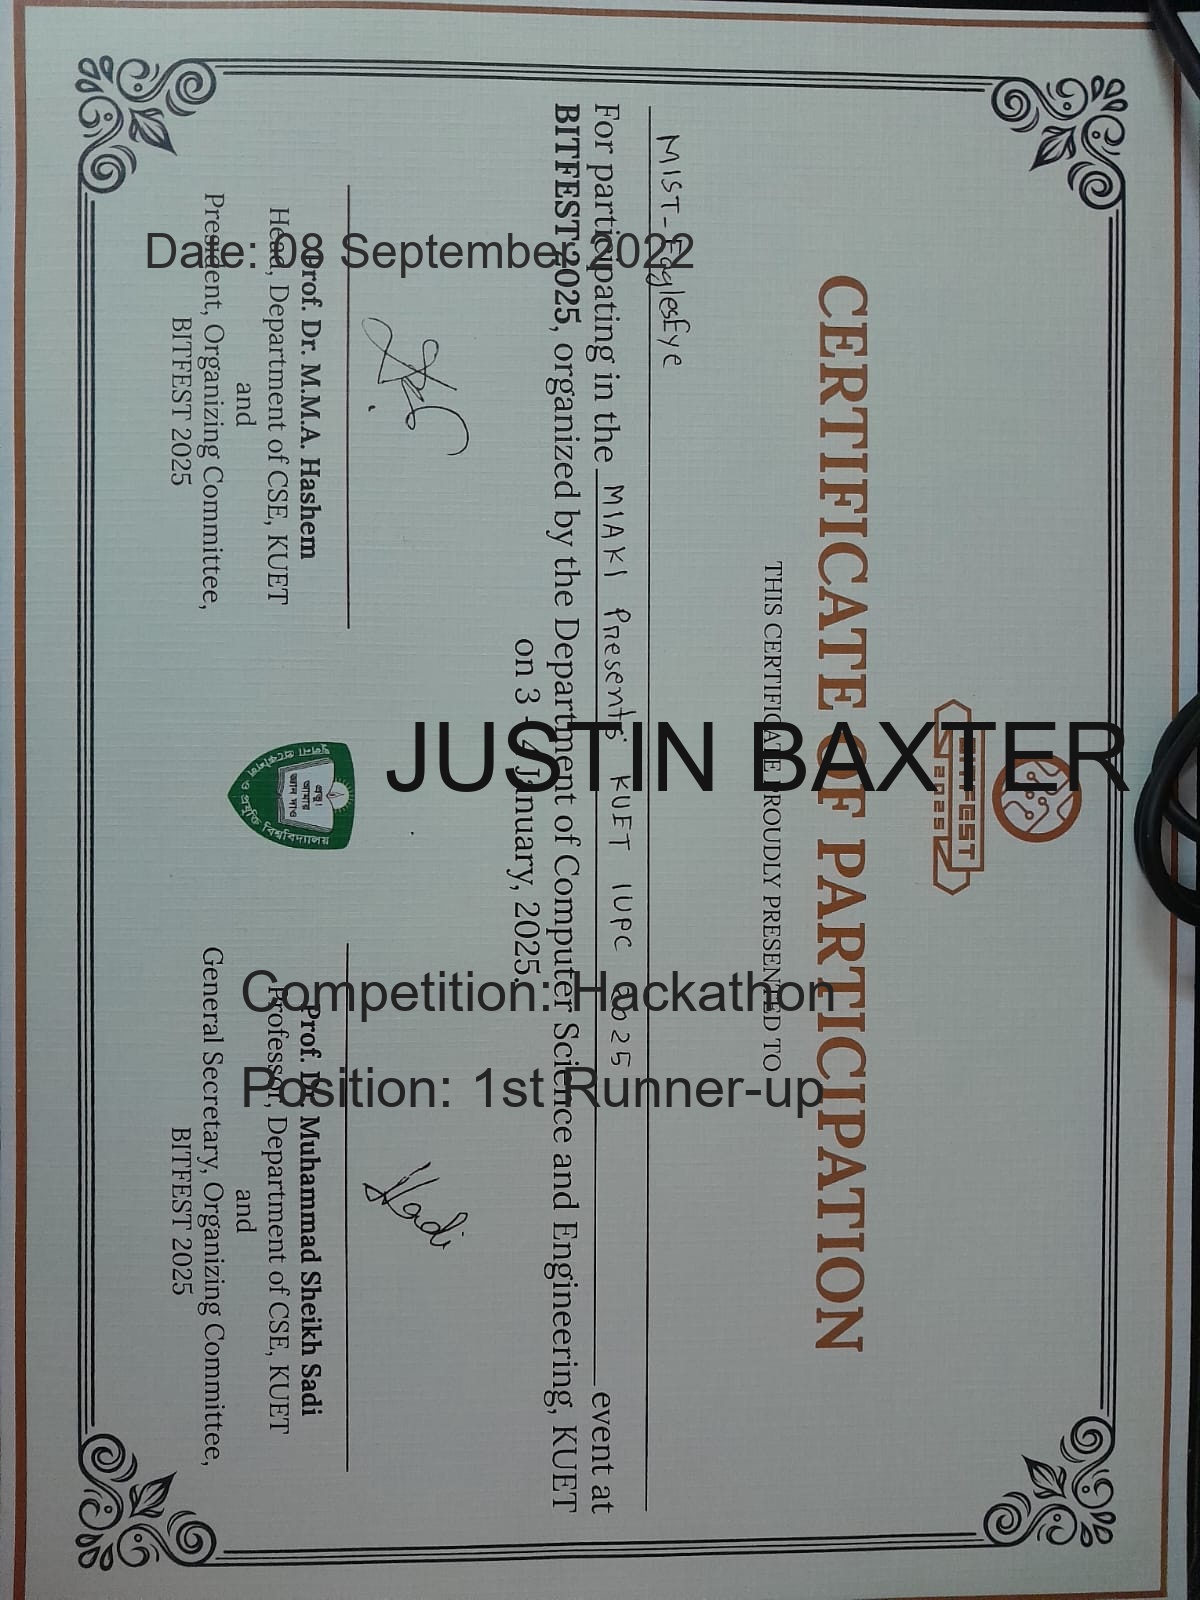 BITFEST
2025
CERTIFICATE OF PARTICIPATION
THIS CERTIFICATE PROUDLY PRESENTED TO
MIST-EgglesEye
For participating in the MIAKI Presents KUET IUPC 2025 event at
BITFEST 2025, organized by the Department of Computer Science and Engineering, KUET
on 3 - 4 January, 2025.
Prof. Dr. M.M.A. Hashem
Head, Department of CSE, KUET
and
President, Organizing Committee,
BITFEST 2025
Hadi
Prof. Dr. Muhammad Sheikh Sadi
Professor, Department of CSE, KUET
and
General Secretary, Organizing Committee,
BITFEST 2025
Date: 08 September 2022
JUSTIN BAXTER
Competition: Hackathon
Position: 1st Runner-up